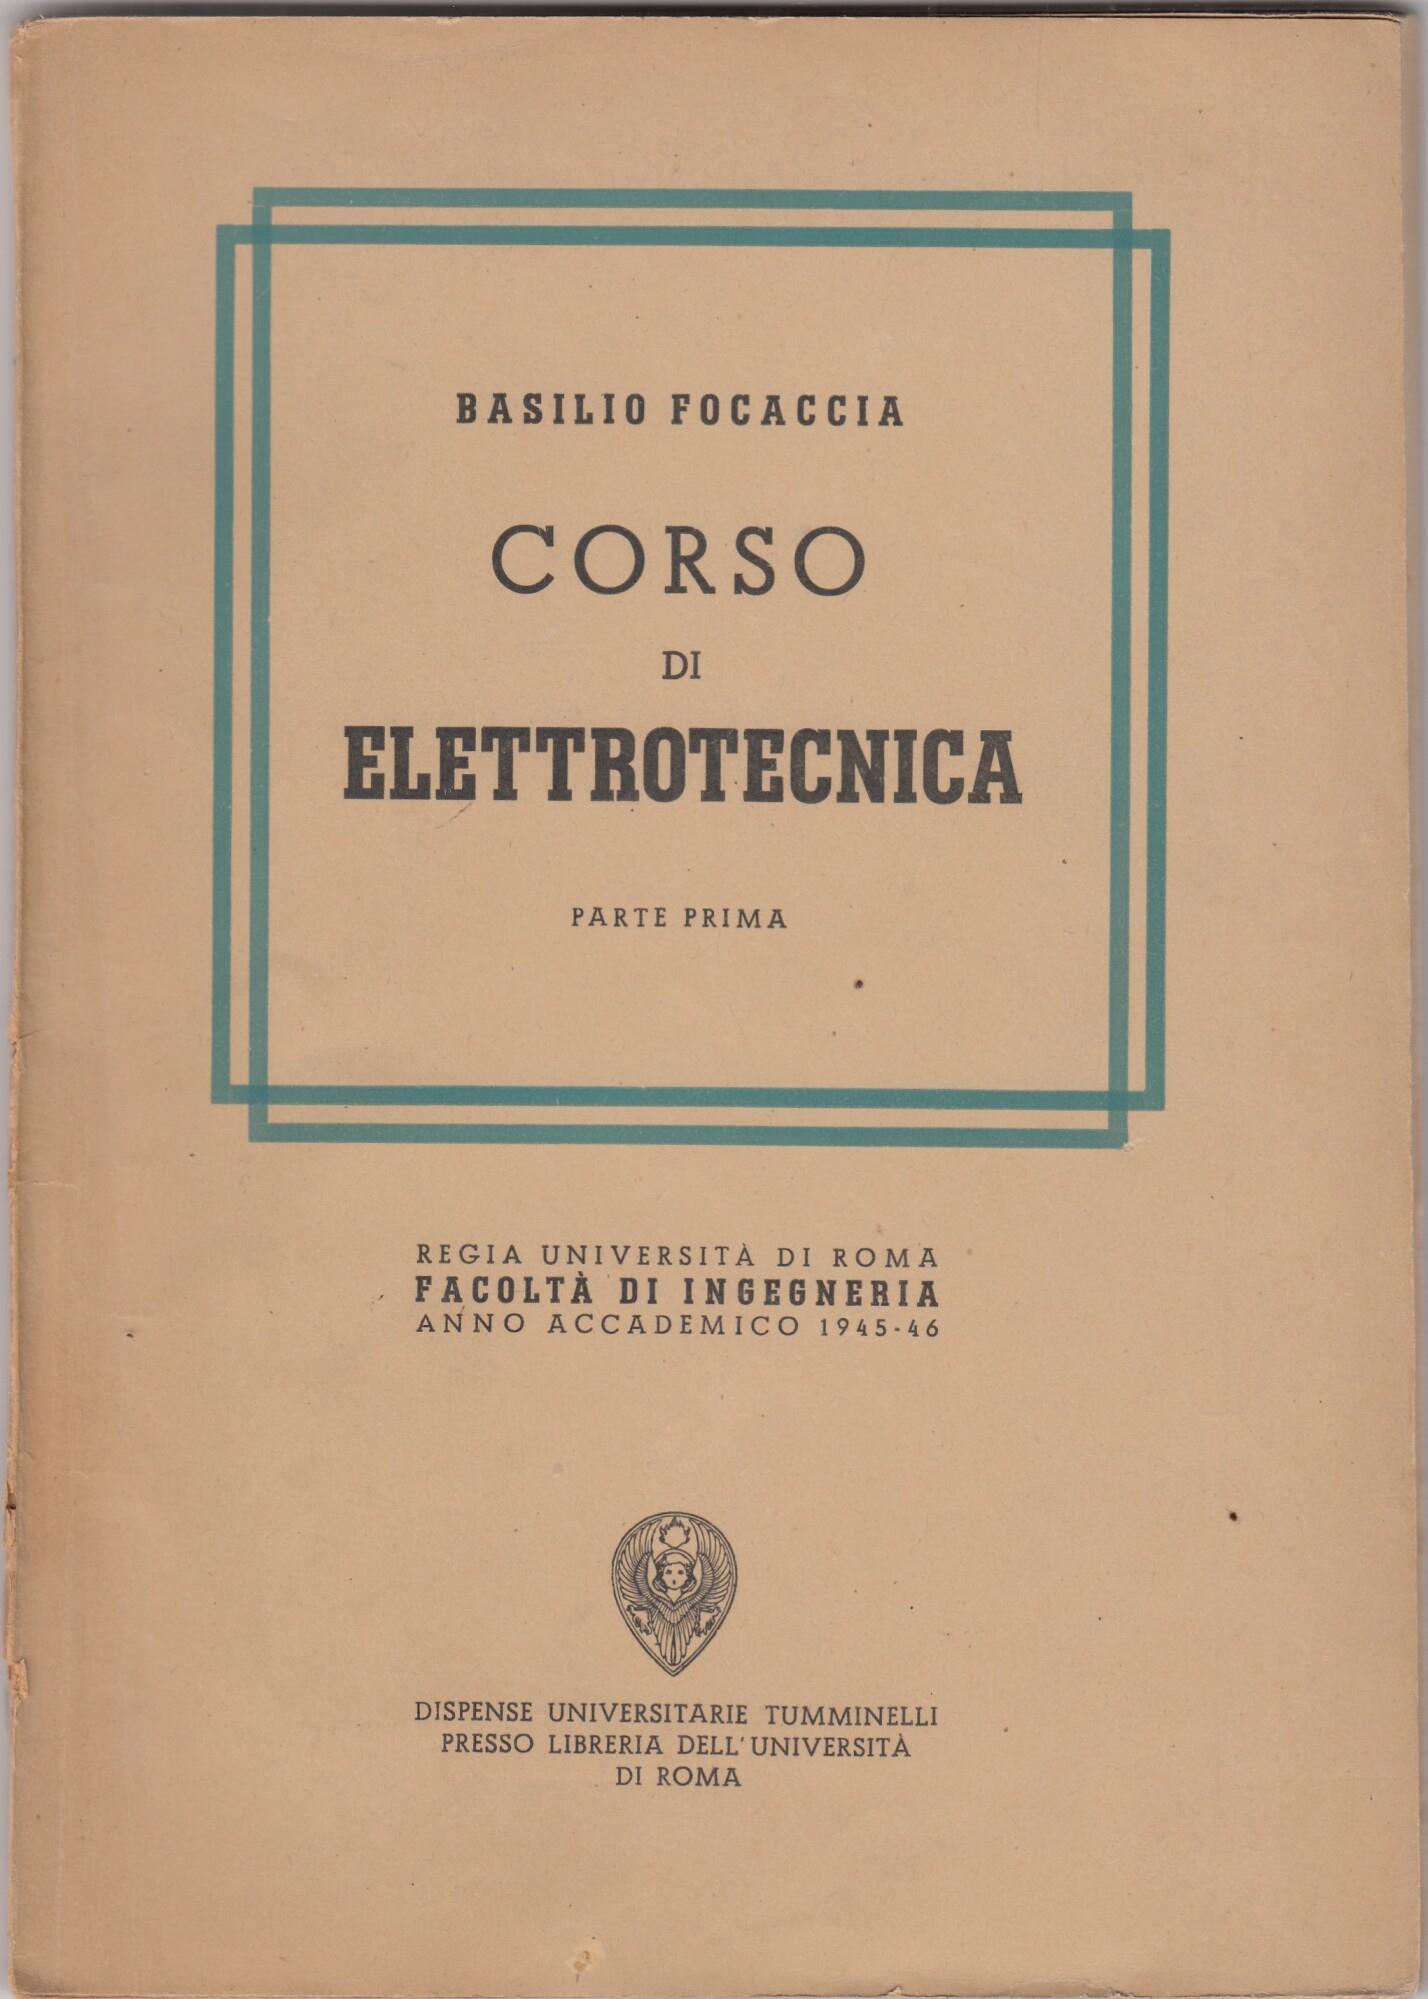 BASILIO FOCACCIA
CORSO
DI
ELETTROTECNICA
PARTE PRIMA
REGIA UNIVERSITÀ DI ROMA
FACOLTÀ DI INGEGNERIA
ANNO ACCADEMICO 1945-46
DISPENSE UNIVERSITARIE TUMMINELLI
PRESSO LIBRERIA DELL'UNIVERSITÀ
DI ROMA